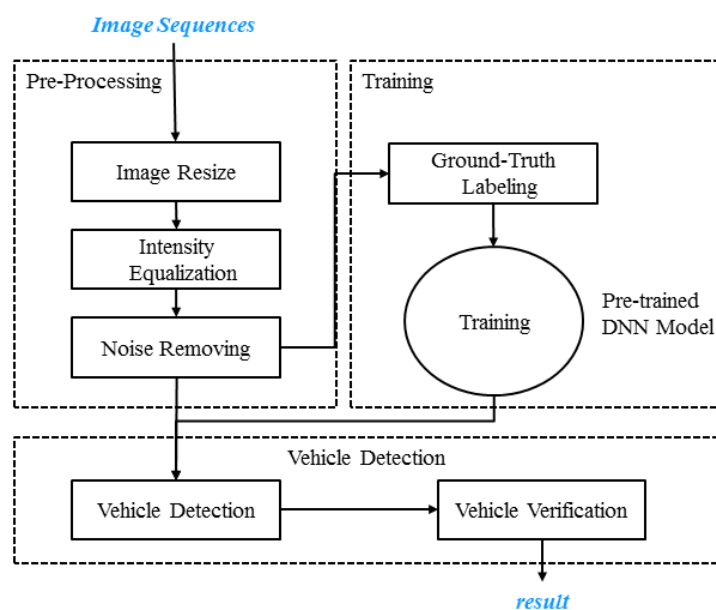 Image Sequences
Pre-Processing
Image Resize
Intensity
Equalization
Noise Removing
Training
Ground-Truth
Labeling
Training
Pre-trained
DNN Model
Vehicle Detection
Vehicle Detection
Vehicle Verification
result